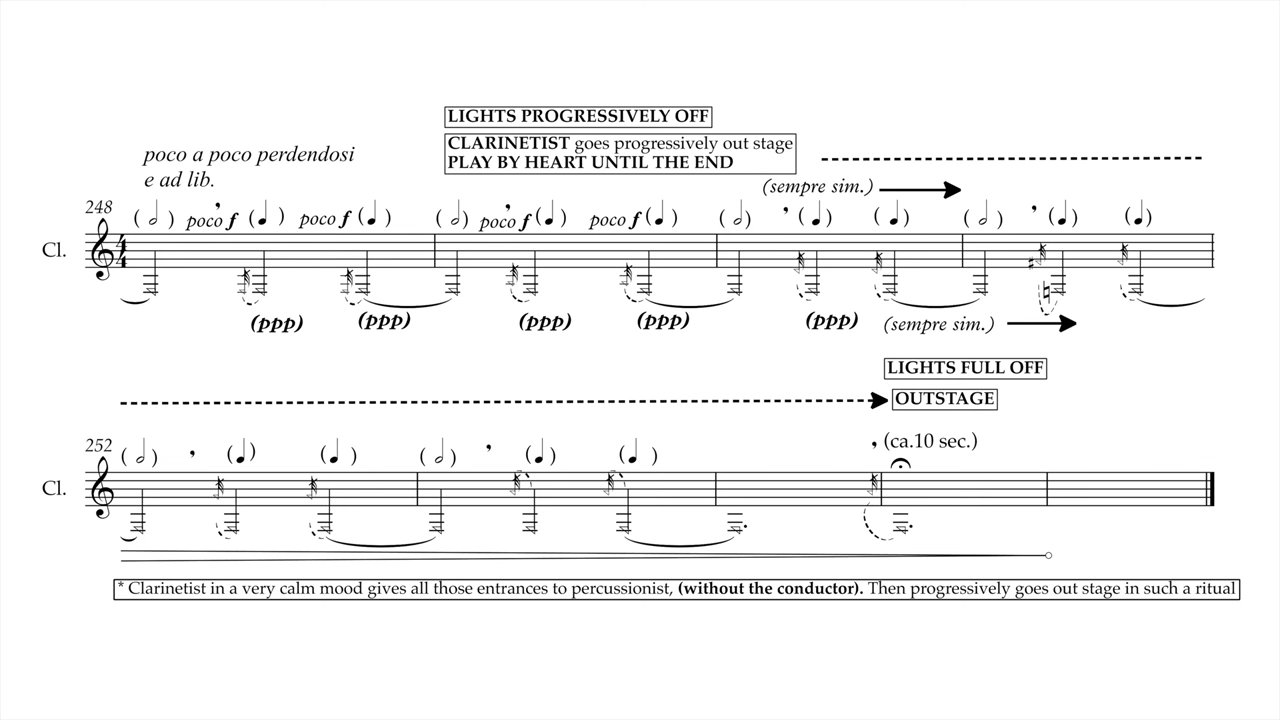 LIGHTS PROGRESSIVELY OFF
CLARINETIST goes progressively out stage
PLAY BY HEART UNTIL THE END
poco a poco perdendosi
e ad lib.
(sempre sim.)
248
poco f poco f poco f poco f
Cl.
(ppp) (ppp) (ppp) (ppp) (ppp) (sempre sim.)
LIGHTS FULL OFF
OUTSTAGE
252
(ca.10 sec.)
Cl.
* Clarinetist in a very calm mood gives all those entrances to percussionist, (without the conductor). Then progressively goes out stage in such a ritual